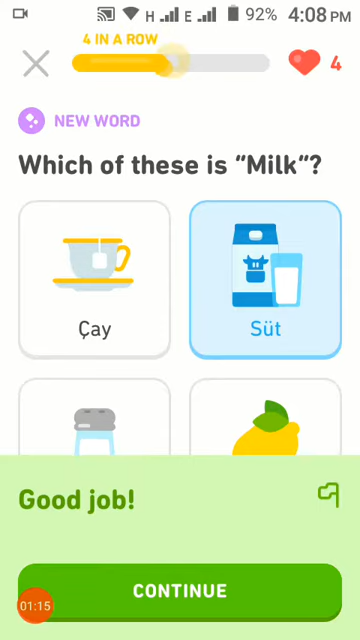 H E 92% 4:08 PM
4 IN A ROW
4
NEW WORD
Which of these is “Milk”?
Çay
Süt
Good job!
CONTINUE
01:15